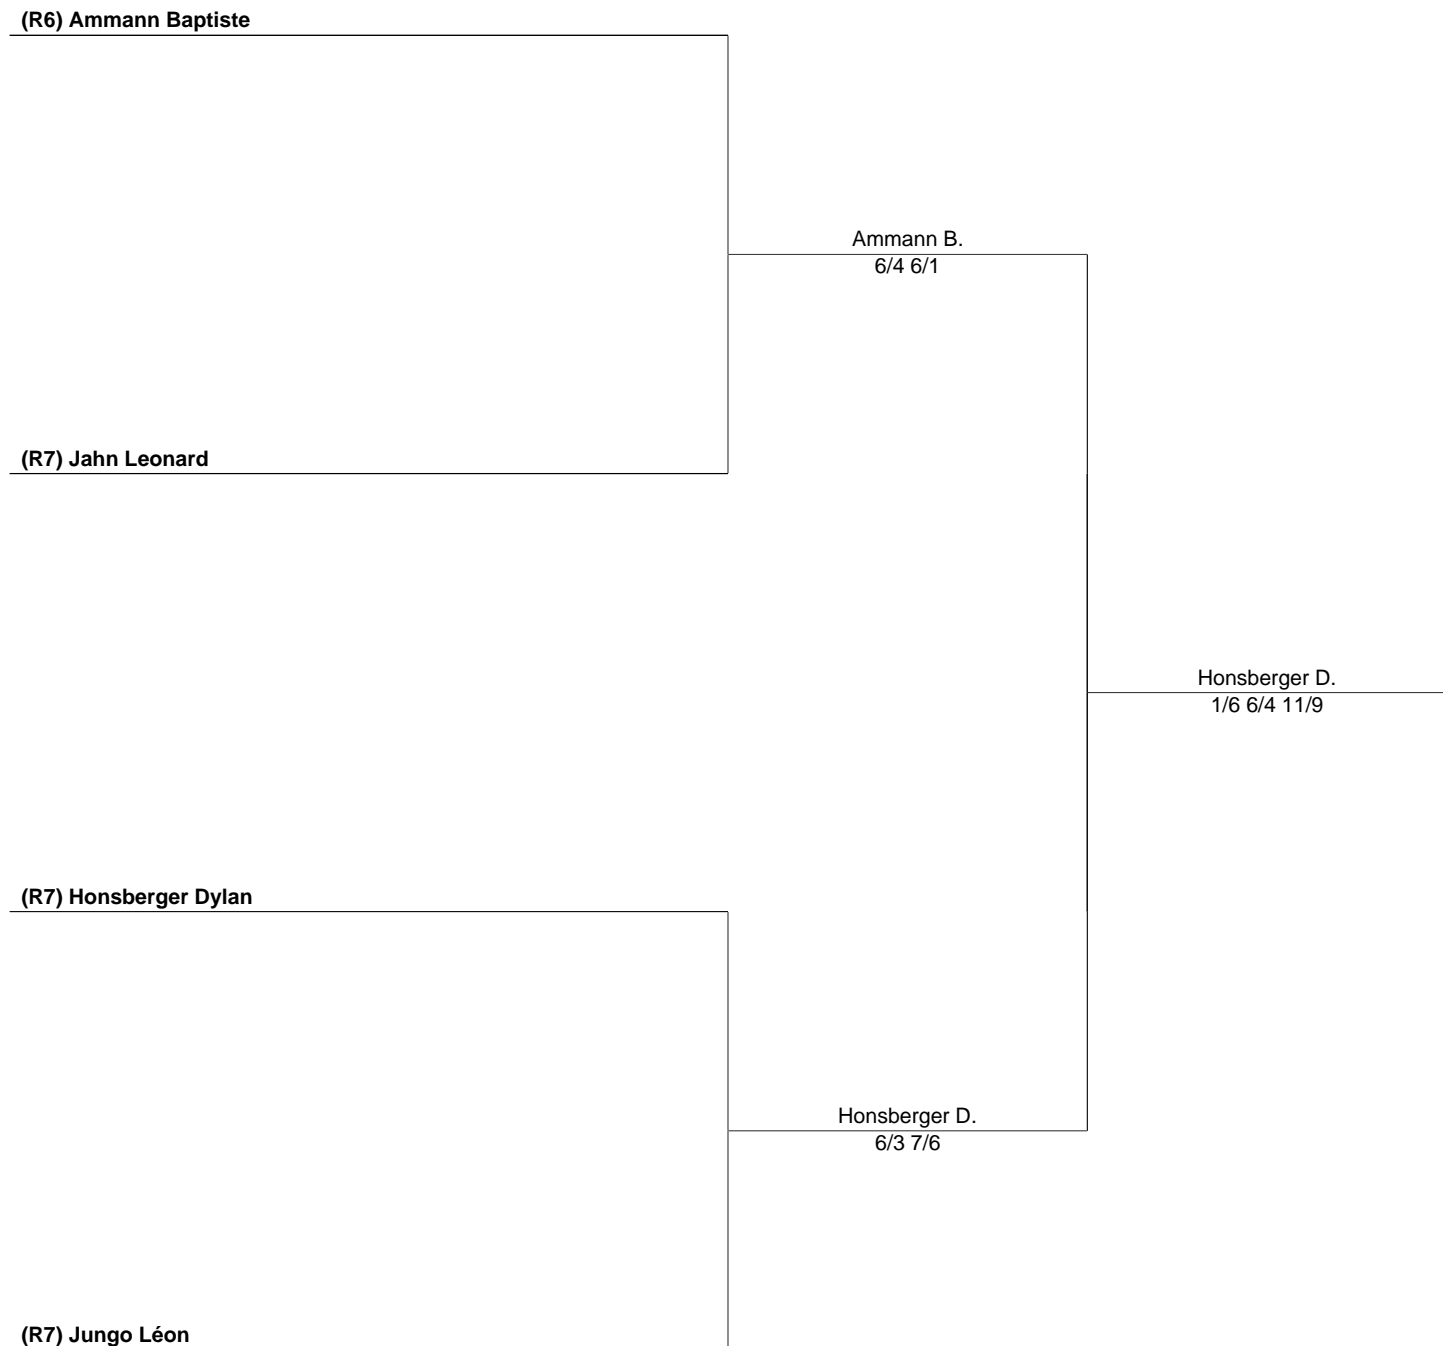 (R6) Ammann Baptiste
Ammann B.
6/4 6/1
(R7) Jahn Leonard
Honsberger D.
1/6 6/4 11/9
(R7) Honsberger Dylan
Honsberger D.
6/3 7/6
(R7) Jungo Léon